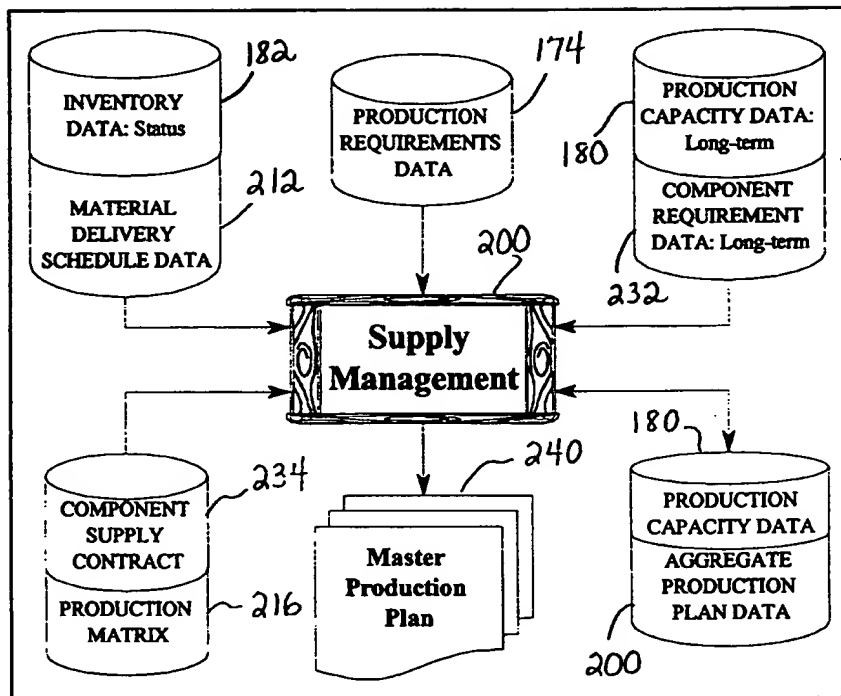 182
INVENTORY
DATA: Status
212
MATERIAL
DELIVERY
SCHEDULE DATA
174
PRODUCTION
REQUIREMENTS
DATA
180
PRODUCTION
CAPACITY DATA:
Long-term
COMPONENT
REQUIREMENT
DATA: Long-term
232
200
Supply
Management
234
COMPONENT
SUPPLY
CONTRACT
PRODUCTION
MATRIX
216
240
Master
Production
Plan
180
PRODUCTION
CAPACITY DATA
AGGREGATE
PRODUCTION
PLAN DATA
200